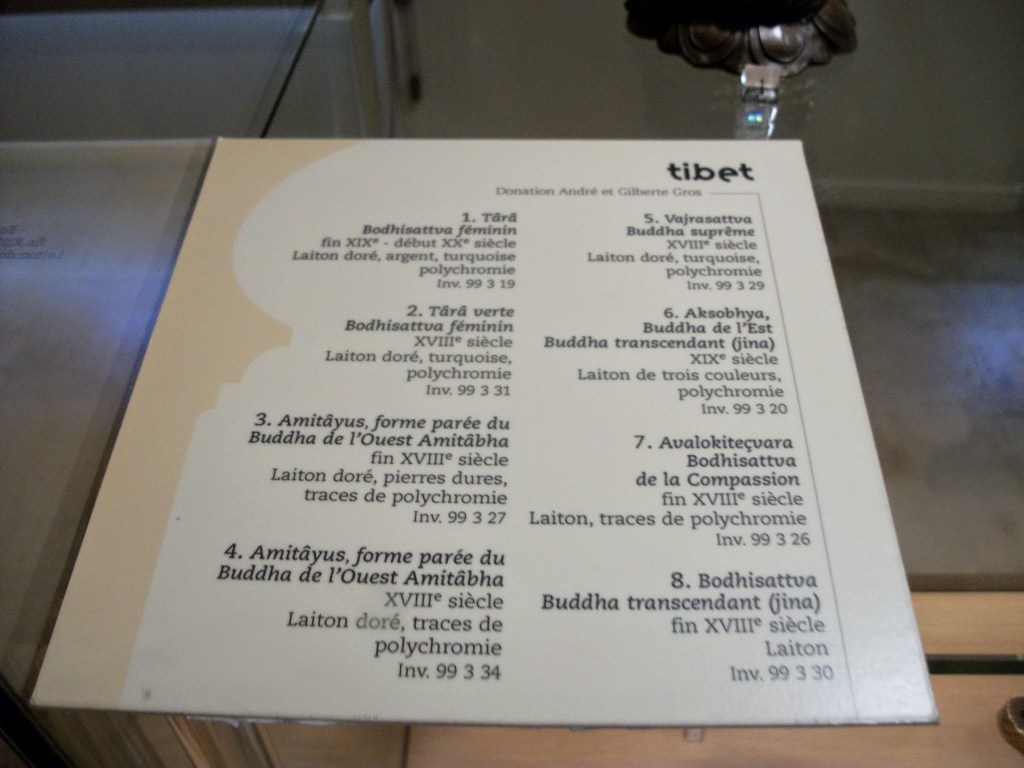 tibet
Donation André et Gilberte Gros
1. Târâ
Bodhisattva féminin
fin XIXe - début XXe siècle
Laiton doré, argent, turquoise
polychromie
Inv. 99 3 19
2. Târâ verte
Bodhisattva féminin
XVIIIe siècle
Laiton doré, turquoise,
polychromie
Inv. 99 3 31
3. Amitâyus, forme parée du
Buddha de l'Ouest Amitâbha
fin XVIIIe siècle
Laiton doré, pierres dures,
traces de polychromie
Inv. 99 3 27
4. Amitâyus, forme parée du
Buddha de l'Ouest Amitâbha
XVIIIe siècle
Laiton doré, traces de
polychromie
Inv. 99 3 34
5. Vajrasattva
Buddha suprême
XVIIIe siècle
Laiton doré, turquoise,
polychromie
Inv. 99 3 29
6. Aksobhya,
Buddha de l'Est
Buddha transcendant (jina)
XIXe siècle
Laiton de trois couleurs,
polychromie
Inv. 99 3 20
7. Avalokiteçvara
Bodhisattva
de la Compassion
fin XVIIIe siècle
Laiton, traces de polychromie
Inv. 99 3 26
8. Bodhisattva
Buddha transcendant (jina)
fin XVIIIe siècle
Laiton
Inv. 99 3 30